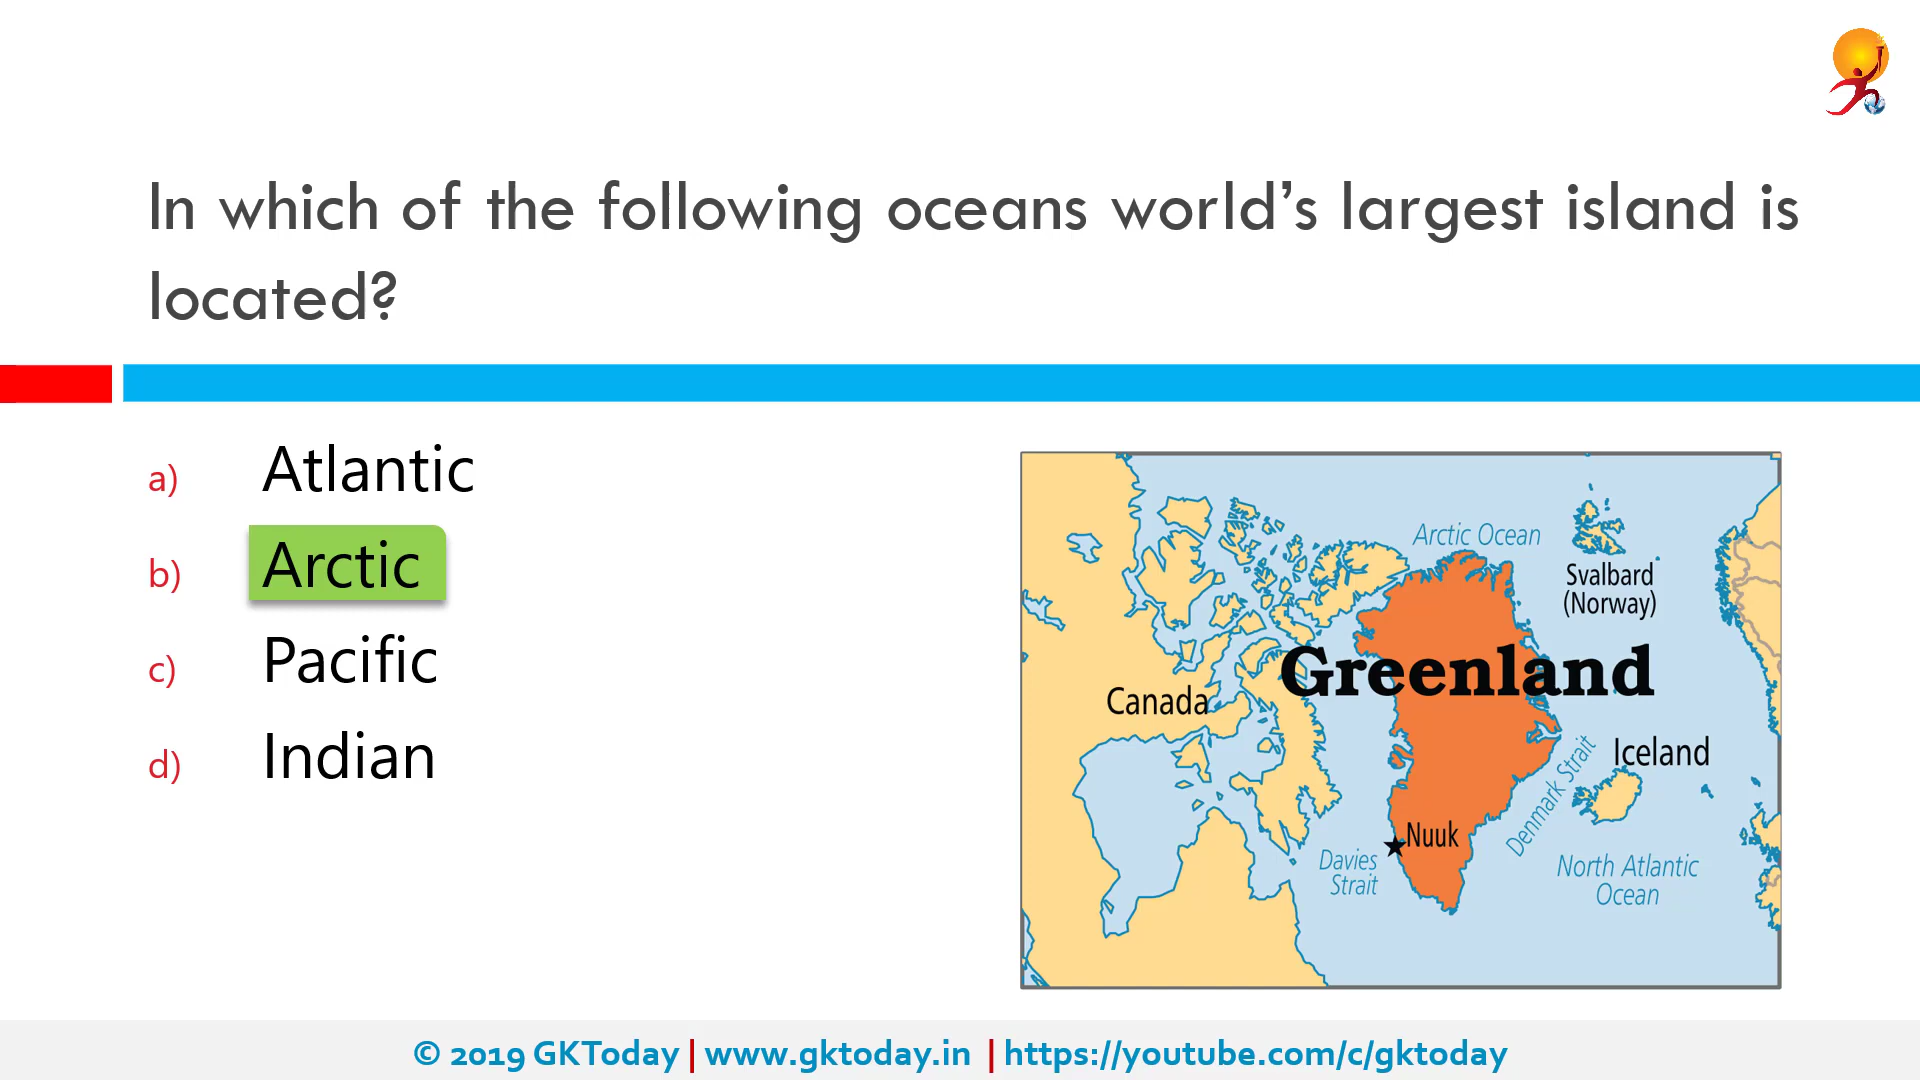 In which of the following oceans world’s largest island is
located?
a) Atlantic
b) Arctic
c) Pacific
d) Indian
Arctic Ocean
Svalbard
(Norway)
Greenland
Canada
Iceland
Denmark Strait
Nuuk
Davies
Strait
North Atlantic
Ocean
© 2019 GKToday | www.gktoday.in | https://youtube.com/c/gktoday